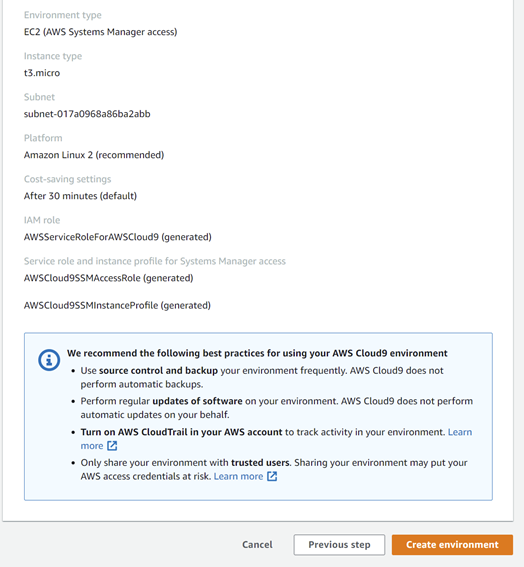 Environment type
EC2 (AWS Systems Manager access)
Instance type
t3.micro
Subnet
subnet-017a0968a86ba2abb
Platform
Amazon Linux 2 (recommended)
Cost-saving settings
After 30 minutes (default)
IAM role
AWSServiceRoleForAWSCloud9 (generated)
Service role and instance profile for Systems Manager access
AWSCloud9SSMAccessRole (generated)
AWSCloud9SSMInstanceProfile (generated)
We recommend the following best practices for using your AWS Cloud9 environment
• Use source control and backup your environment frequently. AWS Cloud9 does not
perform automatic backups.
• Perform regular updates of software on your environment. AWS Cloud9 does not perform
automatic updates on your behalf.
• Turn on AWS CloudTrail in your AWS account to track activity in your environment. Learn
more
• Only share your environment with trusted users. Sharing your environment may put your
AWS access credentials at risk. Learn more
Cancel Previous step Create environment